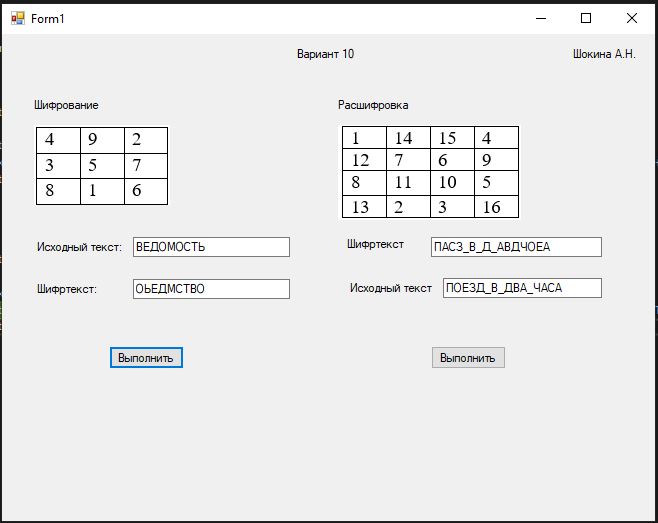 Form1
Вариант 10
Шокина А.Н.
Шифрование
4 9 2
3 5 7
8 1 6
Исходный текст: ВЕДОМОСТЬ
Шифртекст: ОЬЕДМСТВО
Выполнить
Расшифровка
1 14 15 4
12 7 6 9
8 11 10 5
13 2 3 16
Шифртекст ПАСЗ_В_Д_АВДЧОЕА
Исходный текст ПОЕЗД_В_ДВА_ЧАСА
Выполнить